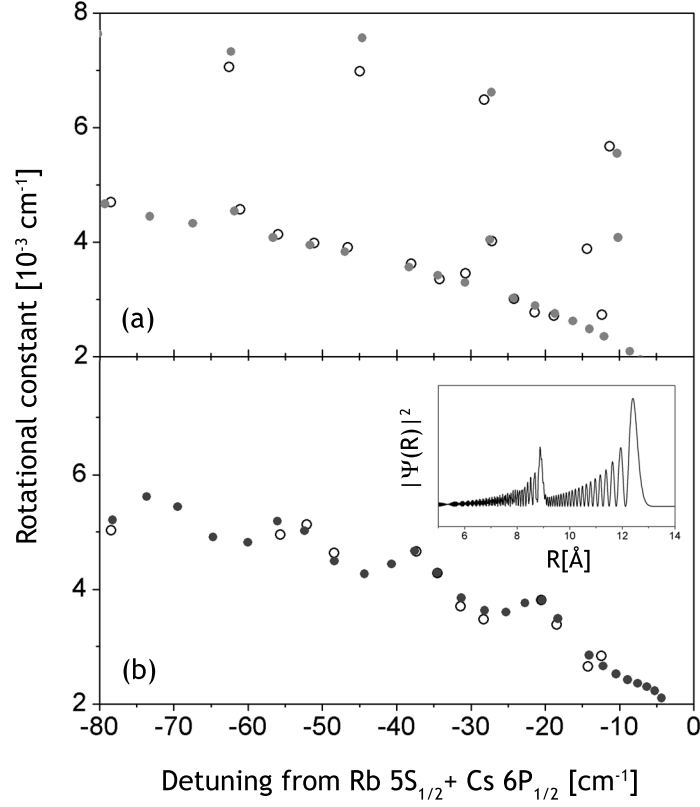 8
6
4
2
(a)
Rotational constant [10⁻³ cm⁻¹]
6
4
2
(b)
|Ψ(R)|²
6 8 10 12 14
R[Å]
-80 -70 -60 -50 -40 -30 -20 -10 0
Detuning from Rb 5S₁/₂+ Cs 6P₁/₂ [cm⁻¹]